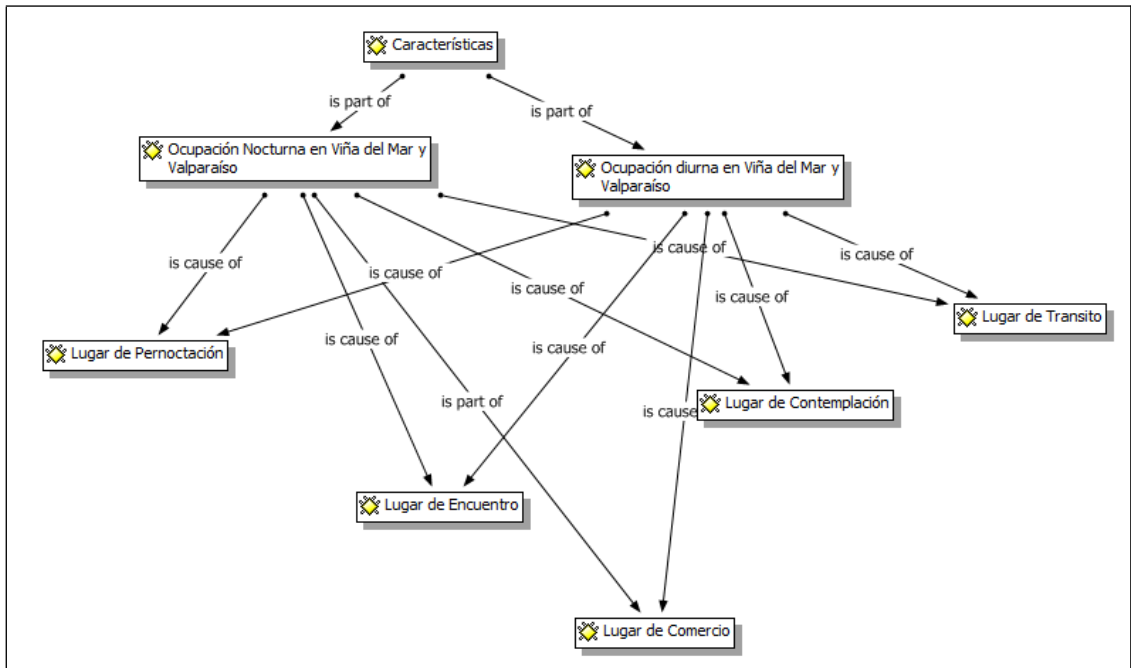 Características
is part of
is part of
Ocupación Nocturna en Viña del Mar y
Valparaíso
Ocupación diurna en Viña del Mar y
Valparaíso
is cause of
is cause of
is cause of
is cause of
is cause of
is cause of
Lugar de Transito
is cause of
is cause of
Lugar de Pernoctación
is part of
is cause
Lugar de Contemplación
Lugar de Encuentro
Lugar de Comercio